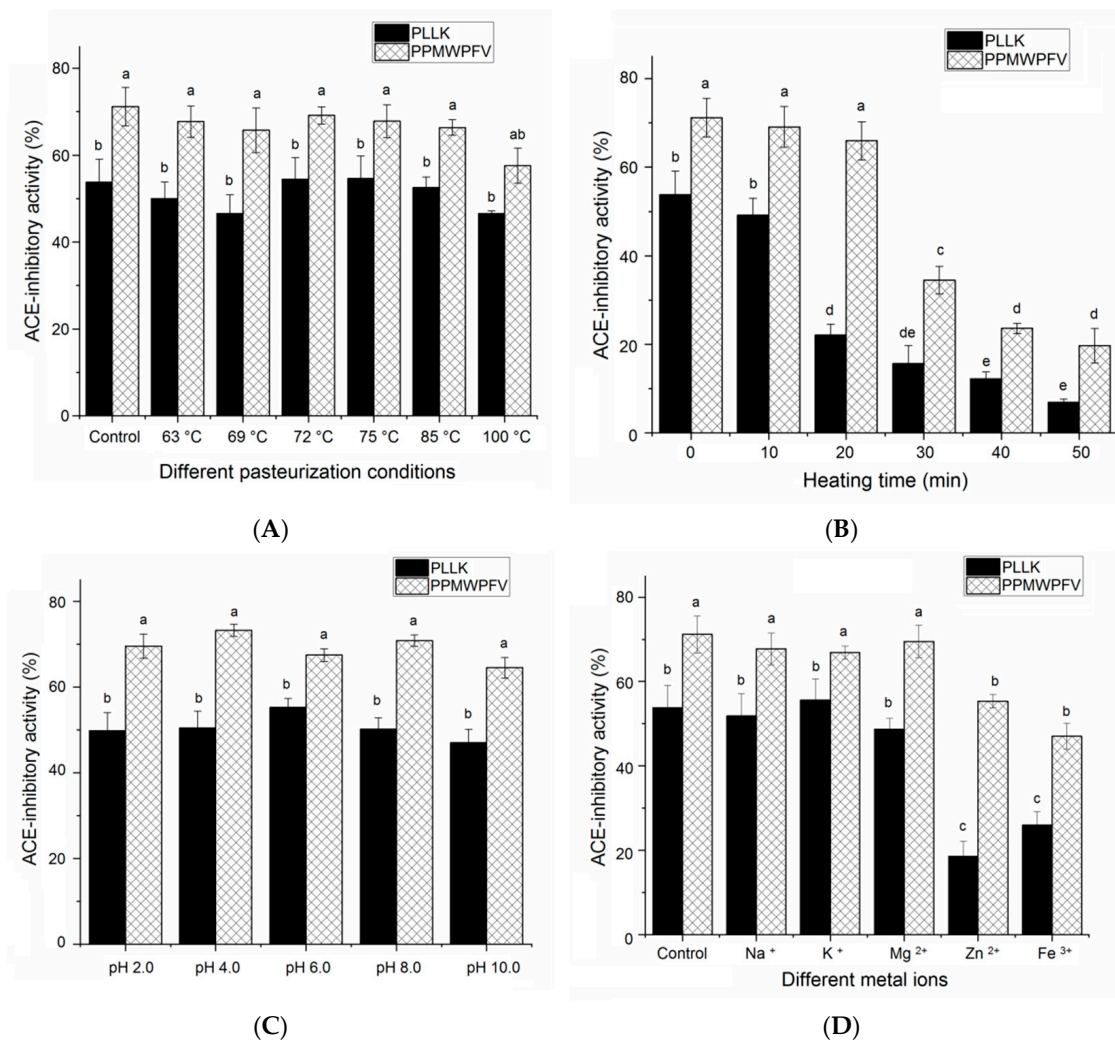 PLLK
PPMWPFV
ACE-inhibitory activity (%)
80
60
40
20
0
a a a a a a ab
b b b b b b b
Control 63 °C 69 °C 72 °C 75 °C 85 °C 100 °C
Different pasteurization conditions
(A)
PLLK
PPMWPFV
ACE-inhibitory activity (%)
80
60
40
20
0
a a a c d d
b b d de e e
0 10 20 30 40 50
Heating time (min)
(B)
PLLK
PPMWPFV
ACE-inhibitory activity (%)
80
60
40
20
0
a a a a a
b b b b b
pH 2.0 pH 4.0 pH 6.0 pH 8.0 pH 10.0
(C)
PLLK
PPMWPFV
ACE-inhibitory activity (%)
80
60
40
20
0
a a a a b b
b b b b c c
Control Na + K + Mg 2+ Zn 2+ Fe 3+
Different metal ions
(D)